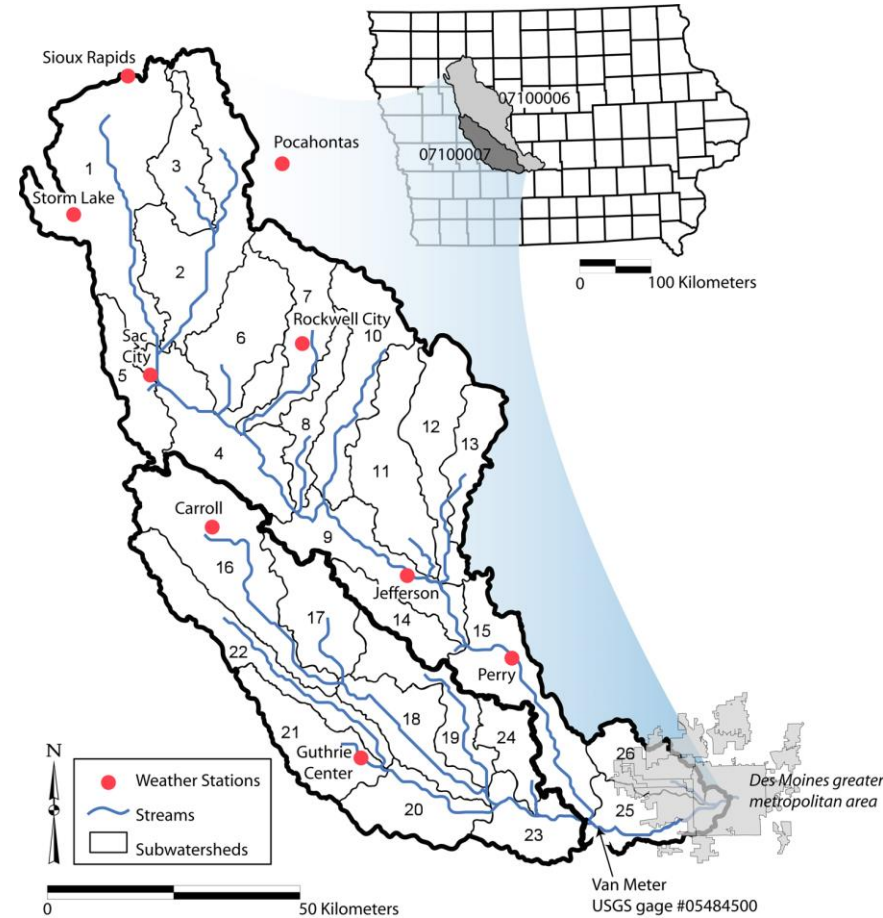 Sioux Rapids
07100006
Pocahontas
07100007
3
1
Storm Lake
100 Kilometers
0
2
7
Rockwell City
10
Sac
City
6
5
12
8
13
11
4
Carroll
9
16
Jefferson
14
15
17
Perry
22
18
21
19
24
26
Guthrie
Center
Des Moines greater
metropolitan area
25
20
23
N
Weather Stations
Streams
Subwatersheds
Van Meter
USGS gage #05484500
0
50 Kilometers